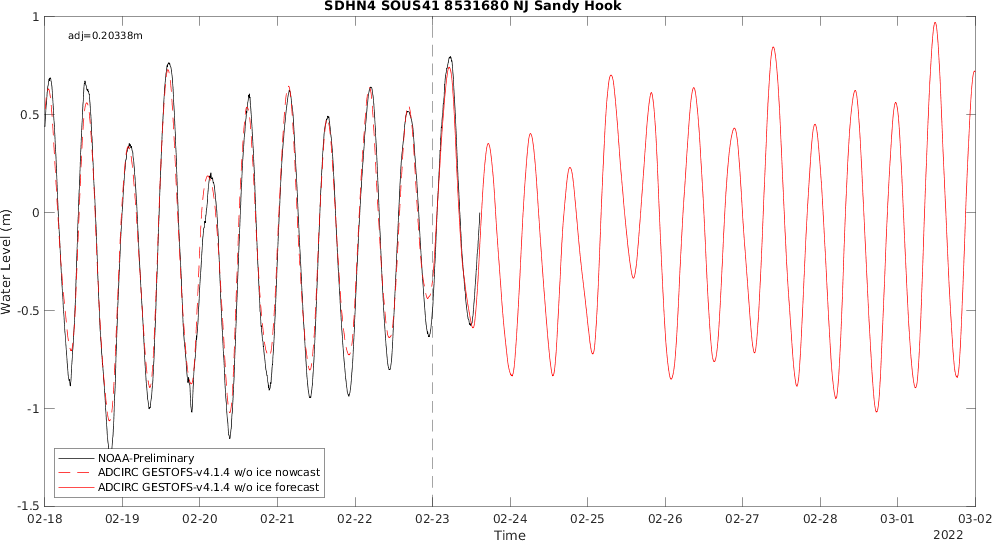 SDHN4 SOUS41 8531680 NJ Sandy Hook
adj=0.20338m
Water Level (m)
1
0.5
0
-0.5
-1
-1.5
NOAA-Preliminary
ADCIRC GESTOFS-v4.1.4 w/o ice nowcast
ADCIRC GESTOFS-v4.1.4 w/o ice forecast
02-18 02-19 02-20 02-21 02-22 02-23 02-24 02-25 02-26 02-27 02-28 03-01 03-02
Time
2022